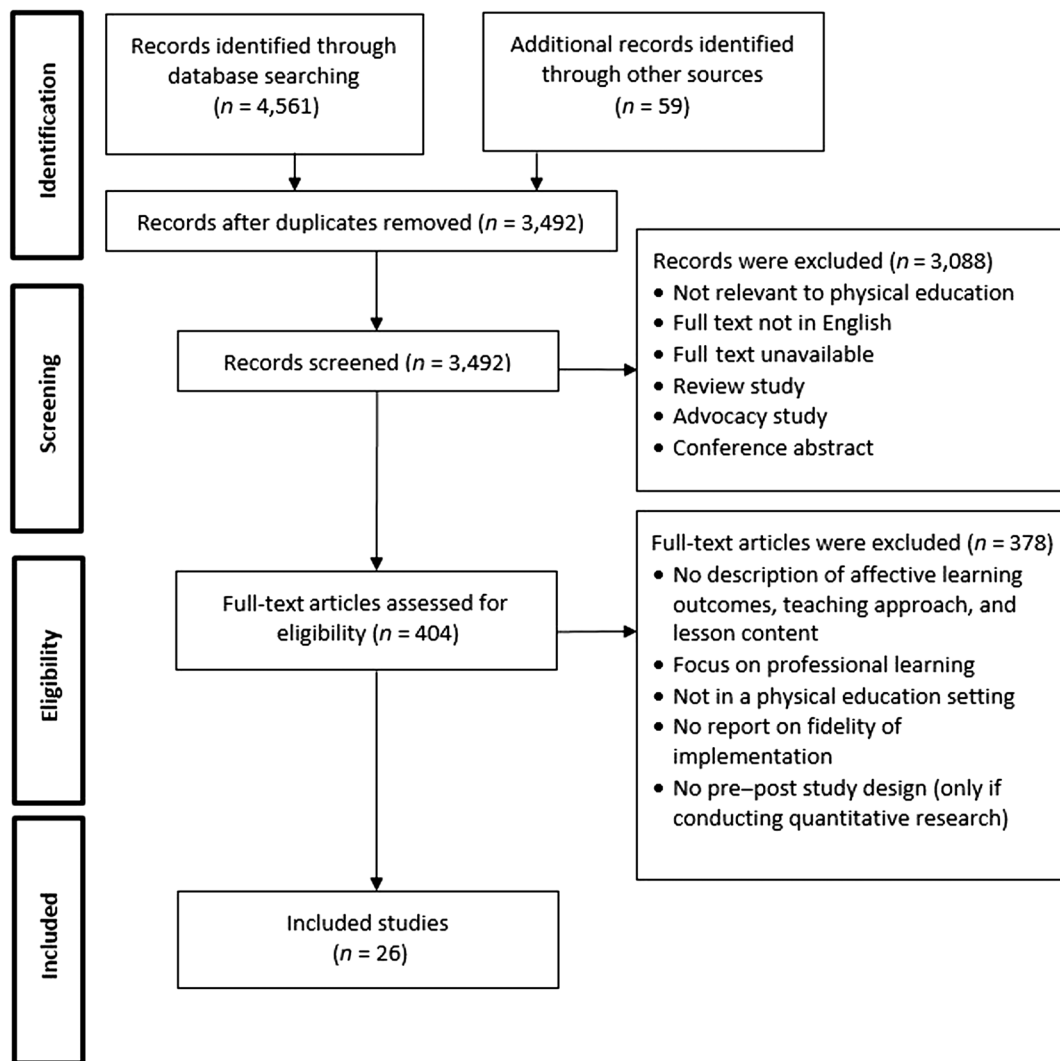 Identification
Records identified through
database searching
(n = 4,561)
Additional records identified
through other sources
(n = 59)
Records after duplicates removed (n = 3,492)
Screening
Records screened (n = 3,492)
Records were excluded (n = 3,088)
• Not relevant to physical education
• Full text not in English
• Full text unavailable
• Review study
• Advocacy study
• Conference abstract
Eligibility
Full-text articles assessed for
eligibility (n = 404)
Full-text articles were excluded (n = 378)
• No description of affective learning
outcomes, teaching approach, and
lesson content
• Focus on professional learning
• Not in a physical education setting
• No report on fidelity of
implementation
• No pre–post study design (only if
conducting quantitative research)
Included
Included studies
(n = 26)